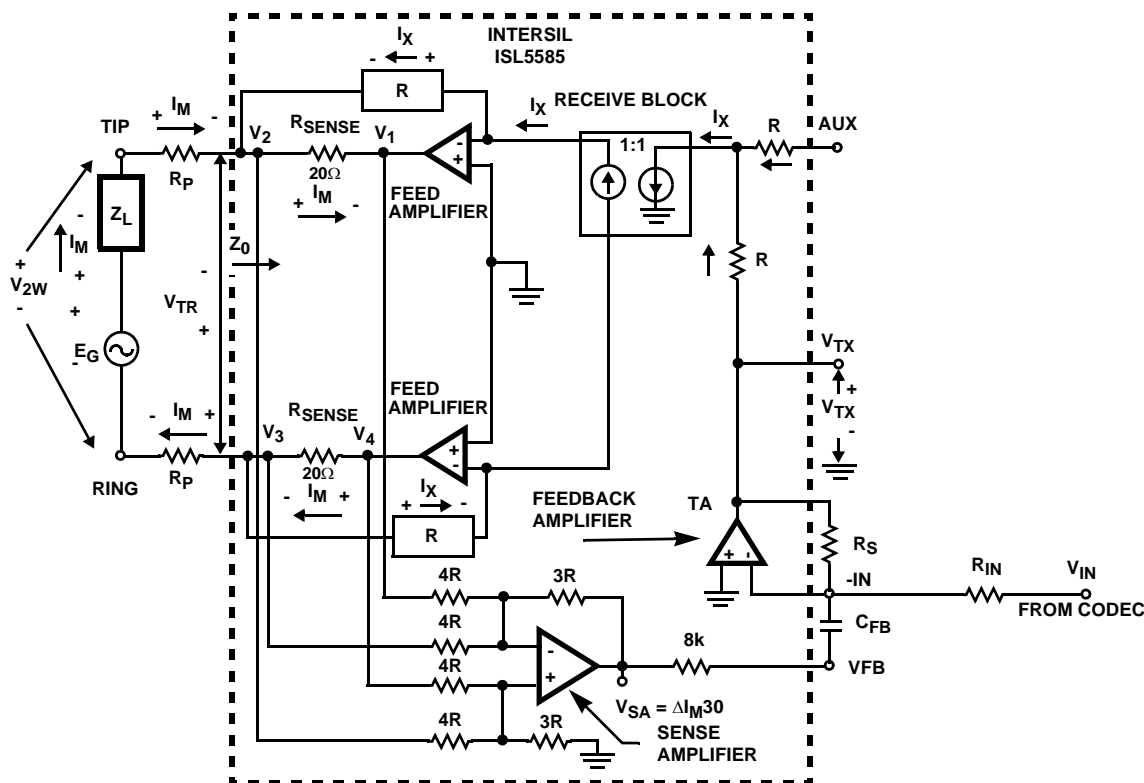 INTERSIL
ISL5585
I_X
- +
R
RECEIVE BLOCK
I_X
I_X
R
AUX
1:1
I_M
+ -
TIP
R_P
V_2
R_SENSE
20Ω
V_1
I_M
+ -
- +
FEED
AMPLIFIER
Z_L
-
I_M
+
Z_0
+
V_2W
-
-
V_TR
+
+
+
E_G
-
R
V_TX
+
V_TX
-
FEED
AMPLIFIER
+ -
I_M
- +
R_P
RING
V_3
R_SENSE
20Ω
V_4
I_M
- +
I_X
+ -
R
FEEDBACK
AMPLIFIER
TA
+ -
R_S
-IN
R_IN
V_IN
FROM CODEC
C_FB
VFB
4R
3R
4R
4R
4R
3R
-
+
8k
V_SA = ΔI_M30
SENSE
AMPLIFIER